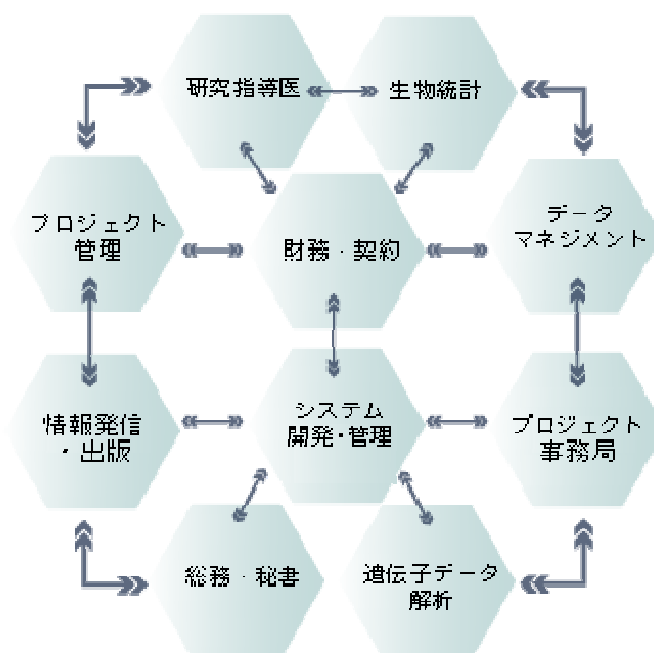 研究指導医
生物統計
プロジェクト
管理
財務・契約
データ
マネジメント
情報発信
・出版
システム
開発・管理
プロジェクト
事務局
総務・秘書
遺伝子データ
解析